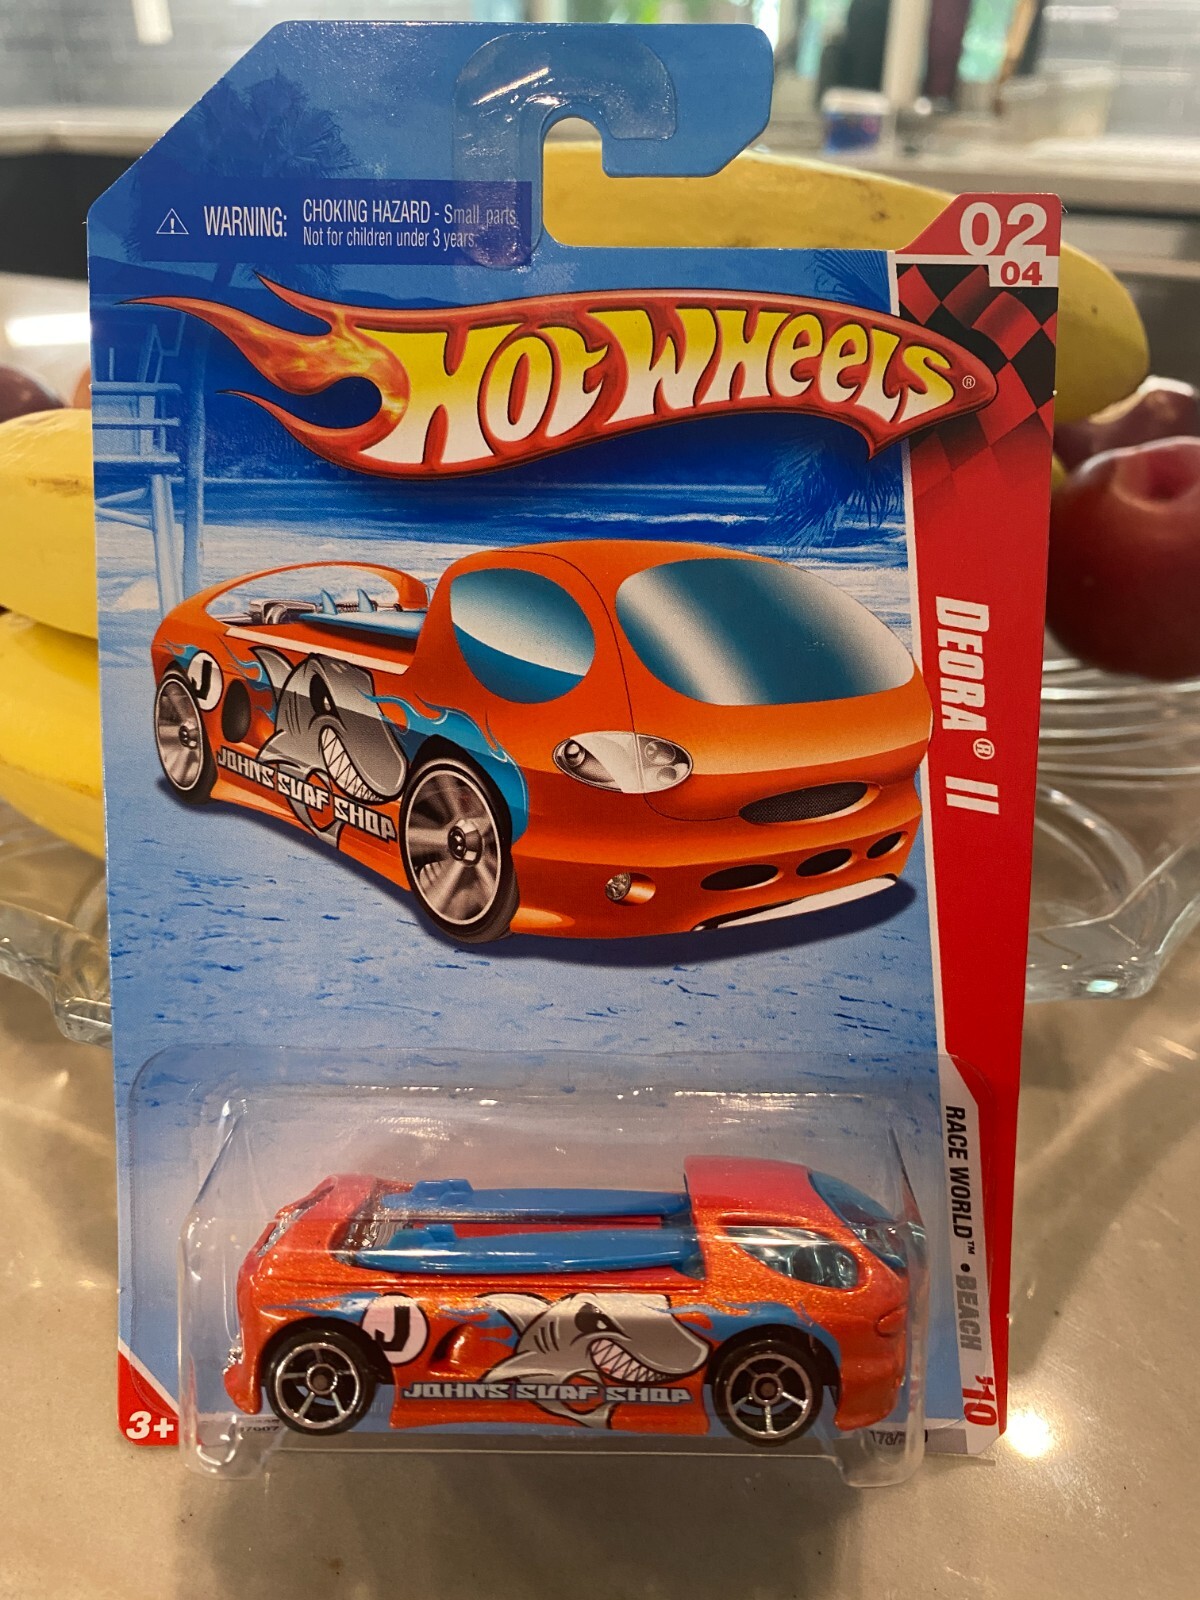 WARNING:
CHOKING HAZARD - Small parts.
Not for children under 3 years.
02
04
HOT WHEELS®
DEORA® II
J
JOHNS SURF SHOP
RACE WORLD™ • BEACH '10
J
JOHNS SURF SHOP
3+